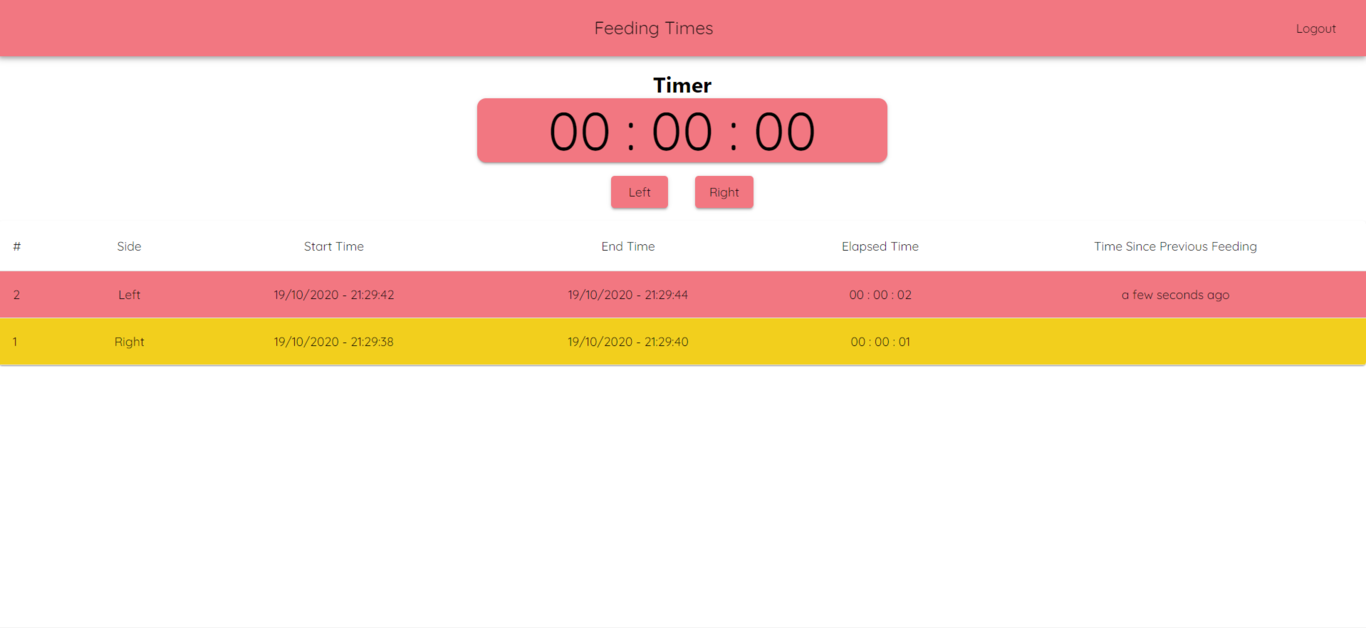 Feeding Times Logout
Timer
00 : 00 : 00
Left Right
# Side Start Time End Time Elapsed Time Time Since Previous Feeding
2 Left 19/10/2020 - 21:29:42 19/10/2020 - 21:29:44 00 : 00 : 02 a few seconds ago
1 Right 19/10/2020 - 21:29:38 19/10/2020 - 21:29:40 00 : 00 : 01